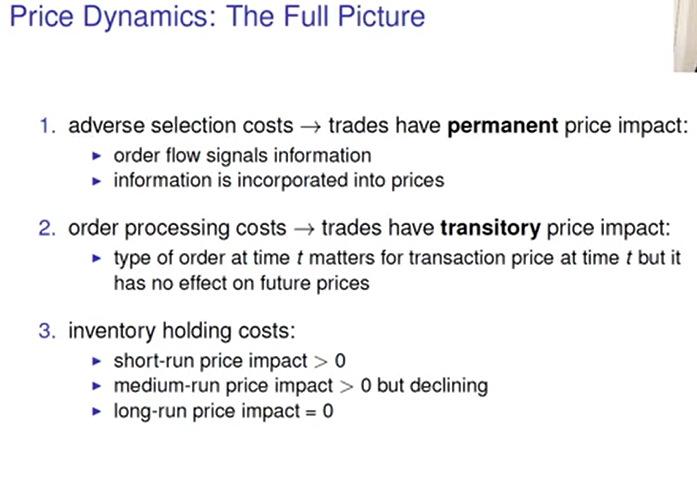 Price Dynamics: The Full Picture
1. adverse selection costs → trades have permanent price impact:
► order flow signals information
► information is incorporated into prices
2. order processing costs → trades have transitory price impact:
► type of order at time t matters for transaction price at time t but it
has no effect on future prices
3. inventory holding costs:
► short-run price impact > 0
► medium-run price impact > 0 but declining
► long-run price impact = 0